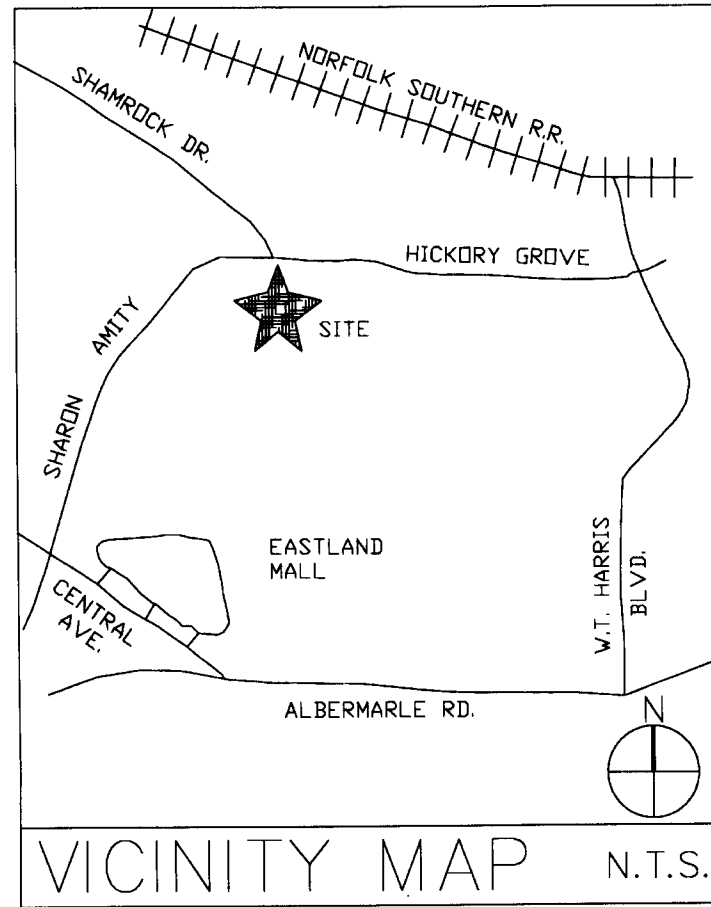 NORFOLK SOUTHERN R.R.
SHAMROCK DR.
HICKORY GROVE
SHARON AMITY
SITE
EASTLAND
MALL
CENTRAL
AVE.
W.T. HARRIS
BLVD.
ALBERMARLE RD.
N
VICINITY MAP
N.T.S.